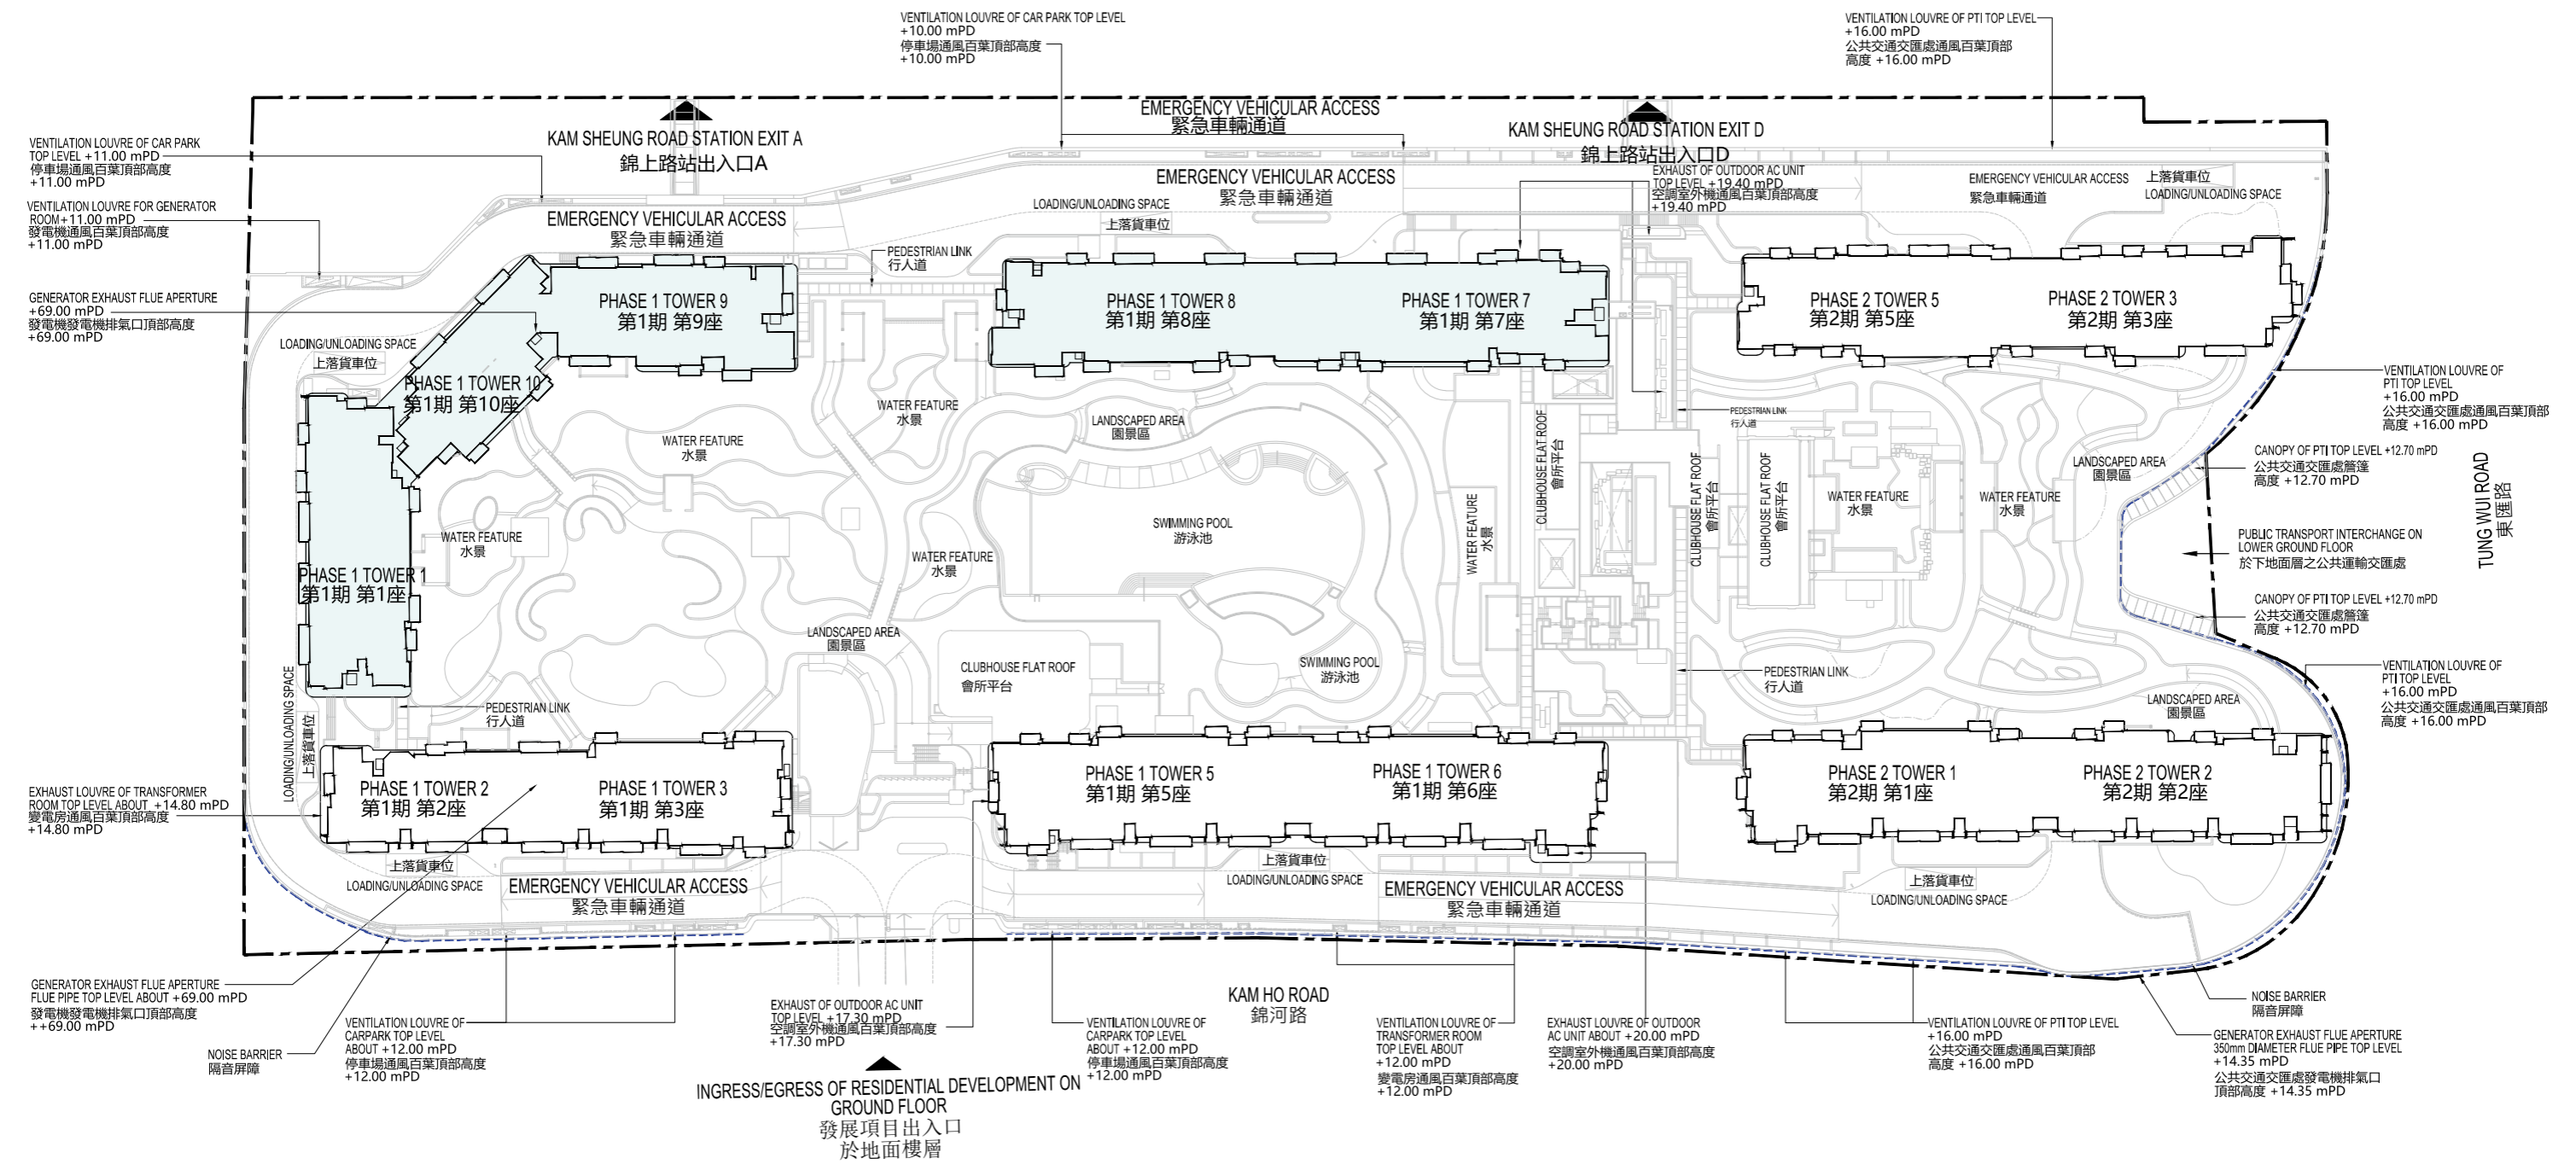 VENTILATION LOUVRE OF CAR PARK TOP LEVEL
+10.00 mPD
停車場通風百葉頂部高度
+10.00 mPD
VENTILATION LOUVRE OF PTI TOP LEVEL
+16.00 mPD
公共交通交匯處通風百葉頂部
高度 +16.00 mPD
EMERGENCY VEHICULAR ACCESS
緊急車輛通道
KAM SHEUNG ROAD STATION EXIT A
錦上路站出入口A
KAM SHEUNG ROAD STATION EXIT D
錦上路站出入口D
VENTILATION LOUVRE OF CAR PARK
TOP LEVEL +11.00 mPD
停車場通風百葉頂部高度
+11.00 mPD
EMERGENCY VEHICULAR ACCESS
緊急車輛通道
EXHAUST OF OUTDOOR AC UNIT
TOP LEVEL +19.40 mPD
空調室外機通風百葉頂部高度
+19.40 mPD
EMERGENCY VEHICULAR ACCESS
緊急車輛通道
上落貨車位
LOADING/UNLOADING SPACE
VENTILATION LOUVRE FOR GENERATOR
ROOM+11.00 mPD
發電機通風百葉頂部高度
+11.00 mPD
EMERGENCY VEHICULAR ACCESS
緊急車輛通道
LOADING/UNLOADING SPACE
上落貨車位
PEDESTRIAN LINK
行人道
GENERATOR EXHAUST FLUE APERTURE
+69.00 mPD
發電機發電機排氣口頂部高度
+69.00 mPD
PHASE 1 TOWER 9
第1期 第9座
PHASE 1 TOWER 8
第1期 第8座
PHASE 1 TOWER 7
第1期 第7座
PHASE 2 TOWER 5
第2期 第5座
PHASE 2 TOWER 3
第2期 第3座
LOADING/UNLOADING SPACE
上落貨車位
PHASE 1 TOWER 10
第1期 第10座
WATER FEATURE
水景
LANDSCAPED AREA
園景區
CLUBHOUSE FLAT ROOF
會所平台
PEDESTRIAN LINK
行人道
VENTILATION LOUVRE OF
PTI TOP LEVEL
+16.00 mPD
公共交通交匯處通風百葉頂部
高度 +16.00 mPD
WATER FEATURE
水景
CLUBHOUSE FLAT ROOF
會所平台
CLUBHOUSE FLAT ROOF
會所平台
LANDSCAPED AREA
園景區
CANOPY OF PTI TOP LEVEL +12.70 mPD
公共交通交匯處簷篷
高度 +12.70 mPD
TUNG WUI ROAD
東匯路
WATER FEATURE
水景
WATER FEATURE
水景
WATER FEATURE
水景
SWIMMING POOL
游泳池
WATER FEATURE
水景
WATER FEATURE
水景
PUBLIC TRANSPORT INTERCHANGE ON
LOWER GROUND FLOOR
於下地面層之公共運輸交匯處
PHASE 1 TOWER 1
第1期 第1座
CANOPY OF PTI TOP LEVEL +12.70 mPD
公共交通交匯處簷篷
高度 +12.70 mPD
LANDSCAPED AREA
園景區
CLUBHOUSE FLAT ROOF
會所平台
SWIMMING POOL
游泳池
PEDESTRIAN LINK
行人道
VENTILATION LOUVRE OF
PTI TOP LEVEL
+16.00 mPD
公共交通交匯處通風百葉頂部
高度 +16.00 mPD
LOADING/UNLOADING SPACE
上落貨車位
PEDESTRIAN LINK
行人道
LANDSCAPED AREA
園景區
EXHAUST LOUVRE OF TRANSFORMER
ROOM TOP LEVEL ABOUT +14.80 mPD
變電房通風百葉頂部高度
+14.80 mPD
PHASE 1 TOWER 2
第1期 第2座
PHASE 1 TOWER 3
第1期 第3座
PHASE 1 TOWER 5
第1期 第5座
PHASE 1 TOWER 6
第1期 第6座
PHASE 2 TOWER 1
第2期 第1座
PHASE 2 TOWER 2
第2期 第2座
上落貨車位
LOADING/UNLOADING SPACE
EMERGENCY VEHICULAR ACCESS
緊急車輛通道
上落貨車位
LOADING/UNLOADING SPACE
EMERGENCY VEHICULAR ACCESS
緊急車輛通道
上落貨車位
LOADING/UNLOADING SPACE
GENERATOR EXHAUST FLUE APERTURE
FLUE PIPE TOP LEVEL ABOUT +69.00 mPD
發電機發電機排氣口頂部高度
++69.00 mPD
NOISE BARRIER
隔音屏障
VENTILATION LOUVRE OF
CARPARK TOP LEVEL
ABOUT +12.00 mPD
停車場通風百葉頂部高度
+12.00 mPD
EXHAUST OF OUTDOOR AC UNIT
TOP LEVEL +17.30 mPD
空調室外機通風百葉頂部高度
+17.30 mPD
VENTILATION LOUVRE OF
CARPARK TOP LEVEL
ABOUT +12.00 mPD
停車場通風百葉頂部高度
+12.00 mPD
KAM HO ROAD
錦河路
VENTILATION LOUVRE OF
TRANSFORMER ROOM
TOP LEVEL ABOUT
+12.00 mPD
變電房通風百葉頂部高度
+12.00 mPD
EXHAUST LOUVRE OF OUTDOOR
AC UNIT ABOUT +20.00 mPD
空調室外機通風百葉頂部高度
+20.00 mPD
VENTILATION LOUVRE OF PTI TOP LEVEL
+16.00 mPD
公共交通交匯處通風百葉頂部
高度 +16.00 mPD
NOISE BARRIER
隔音屏障
GENERATOR EXHAUST FLUE APERTURE
350mm DIAMETER FLUE PIPE TOP LEVEL
+14.35 mPD
公共交通交匯處發電機排氣口
頂部高度 +14.35 mPD
INGRESS/EGRESS OF RESIDENTIAL DEVELOPMENT ON
GROUND FLOOR
發展項目出入口
於地面樓層